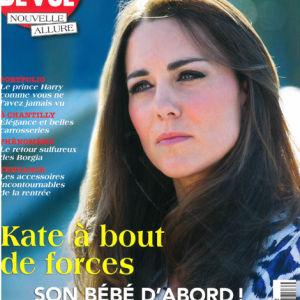 DE VUE
NOUVELLE
ALLURE
PORTFOLIO
Le prince Harry
comme vous ne
l'avez jamais vu
À CHANTILLY
Élégance et belles
carrosseries
PHÉNOMÈNE
Le retour sulfureux
des Borgia
TENDANCE
Les accessoires
incontournables
de la rentrée
Kate à bout
de forces
SON BÉBÉ D'ABORD !